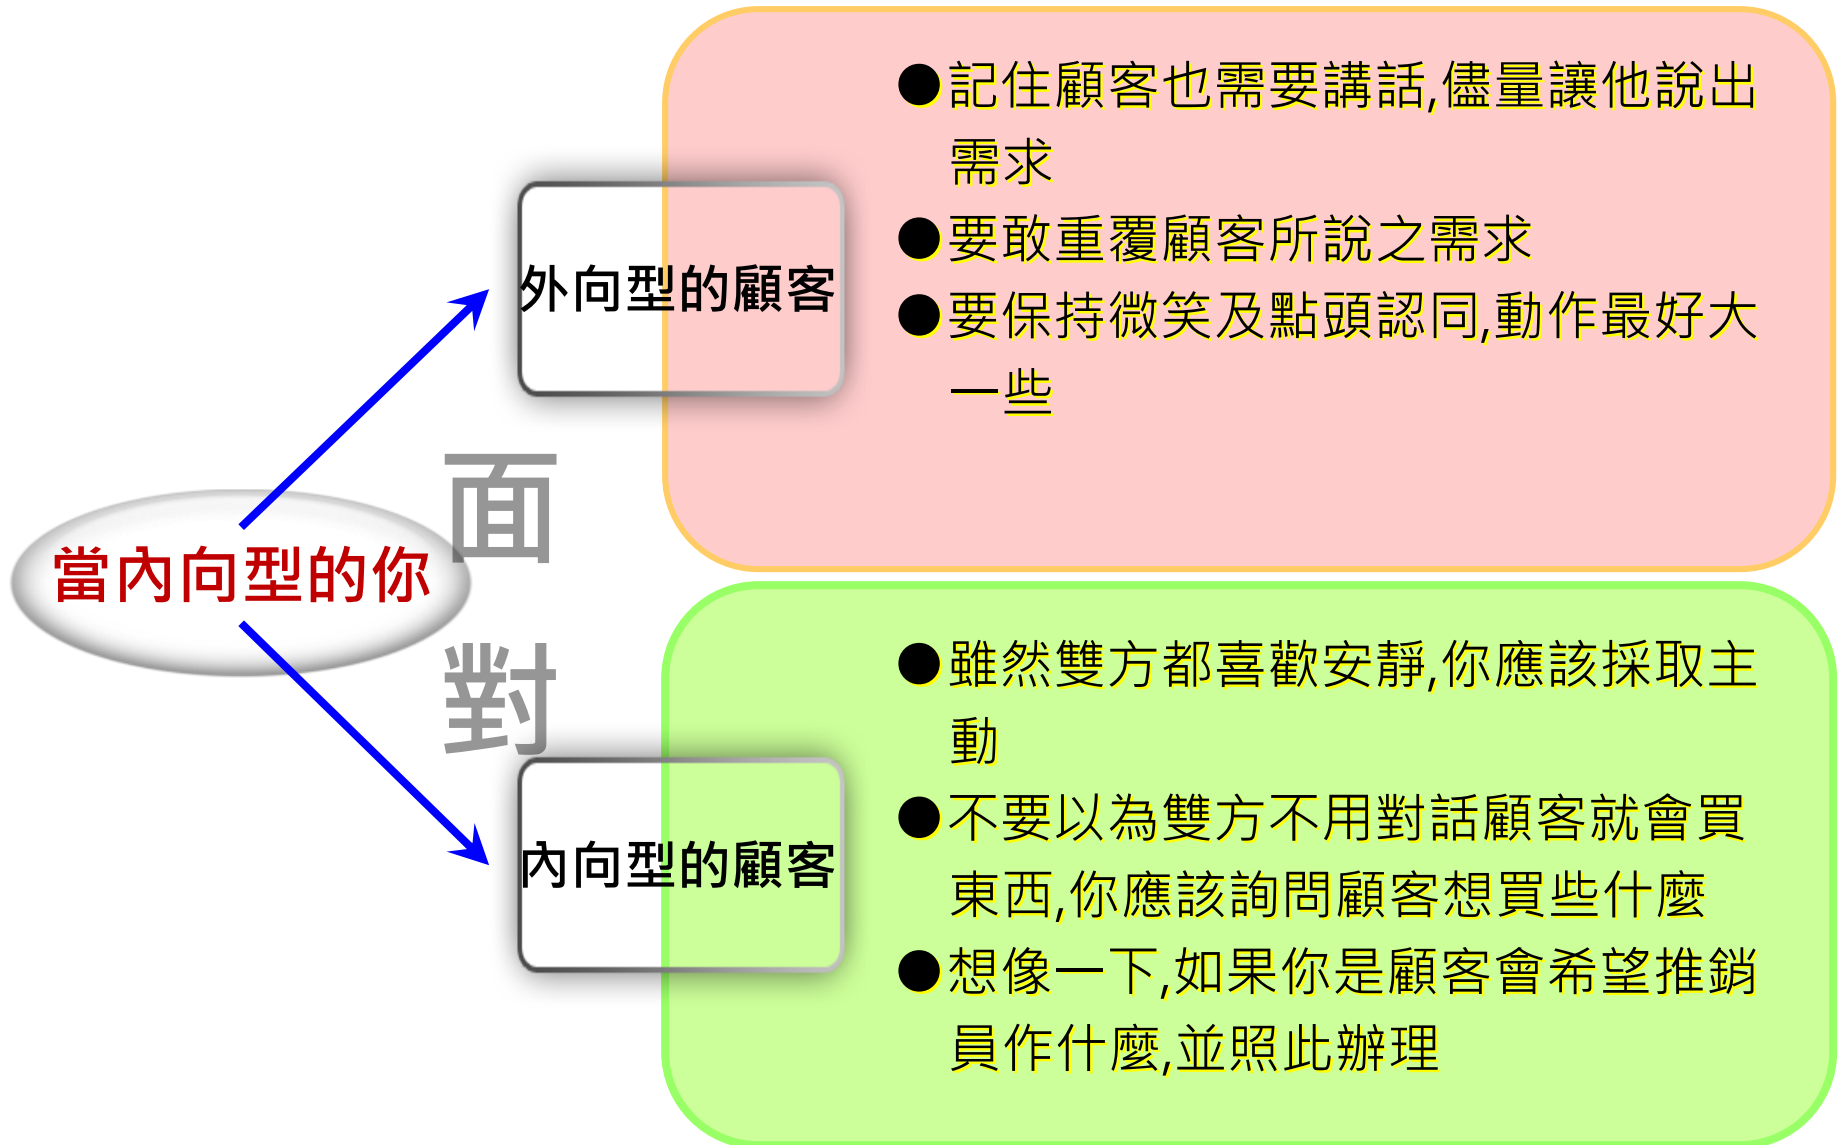 當內向型的你
面
對
外向型的顧客
●記住顧客也需要講話,儘量讓他說出
需求
●要敢重覆顧客所說之需求
●要保持微笑及點頭認同,動作最好大
一些
內向型的顧客
●雖然雙方都喜歡安靜,你應該採取主
動
●不要以為雙方不用對話顧客就會買
東西,你應該詢問顧客想買些什麼
●想像一下,如果你是顧客會希望推銷
員作什麼,並照此辦理